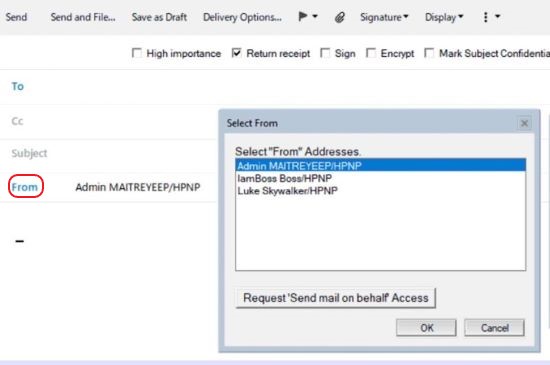 Send Send and File... Save as Draft Delivery Options... Signature Display
High importance Return receipt Sign Encrypt Mark Subject Confidentia
To
Cc
Subject
From Admin MAITREYEEP/HPNP
Select From
Select "From" Addresses.
Admin MAITREYEEP/HPNP
IamBoss Boss/HPNP
Luke Skywalker/HPNP
Request 'Send mail on behalf' Access
OK Cancel